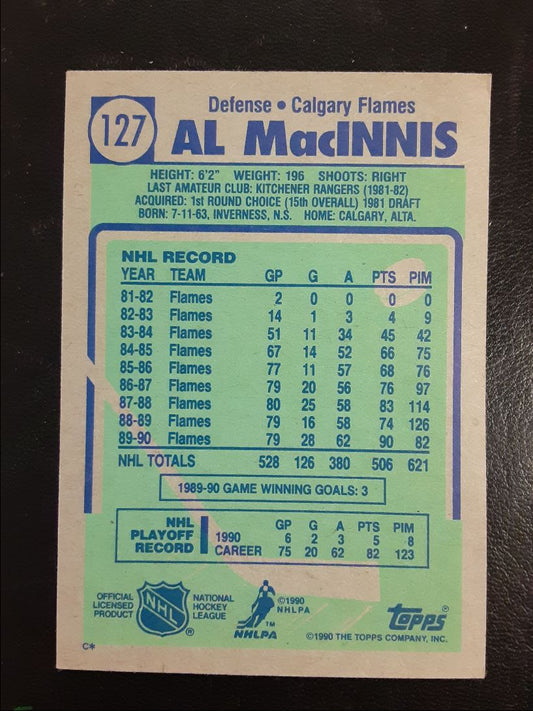 127
Defense • Calgary Flames
AL MacINNIS
HEIGHT: 6'2" WEIGHT: 196 SHOOTS: RIGHT
LAST AMATEUR CLUB: KITCHENER RANGERS (1981-82)
ACQUIRED: 1st ROUND CHOICE (15th OVERALL) 1981 DRAFT
BORN: 7-11-63, INVERNESS, N.S. HOME: CALGARY, ALTA.
NHL RECORD
YEAR TEAM GP G A PTS PIM
81-82 Flames 2 0 0 0 0
82-83 Flames 14 1 3 4 9
83-84 Flames 51 11 34 45 42
84-85 Flames 67 14 52 66 75
85-86 Flames 77 11 57 68 76
86-87 Flames 79 20 56 76 97
87-88 Flames 80 25 58 83 114
88-89 Flames 79 16 58 74 126
89-90 Flames 79 28 62 90 82
NHL TOTALS 528 126 380 506 621
1989-90 GAME WINNING GOALS: 3
NHL PLAYOFF RECORD
GP G A PTS PIM
1990 6 2 3 5 8
CAREER 75 20 62 82 123
OFFICIAL
LICENSED
PRODUCT
NHL
®
NATIONAL
HOCKEY
LEAGUE
©1990
NHLPA
TM
NHLPA
Topps®
©1990 THE TOPPS COMPANY, INC.
C*